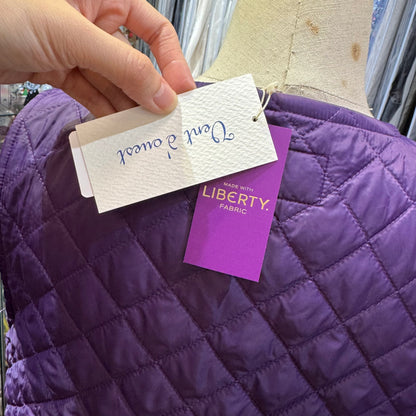 Vent d'ouest
MADE WITH
LIBERTY.
FABRIC